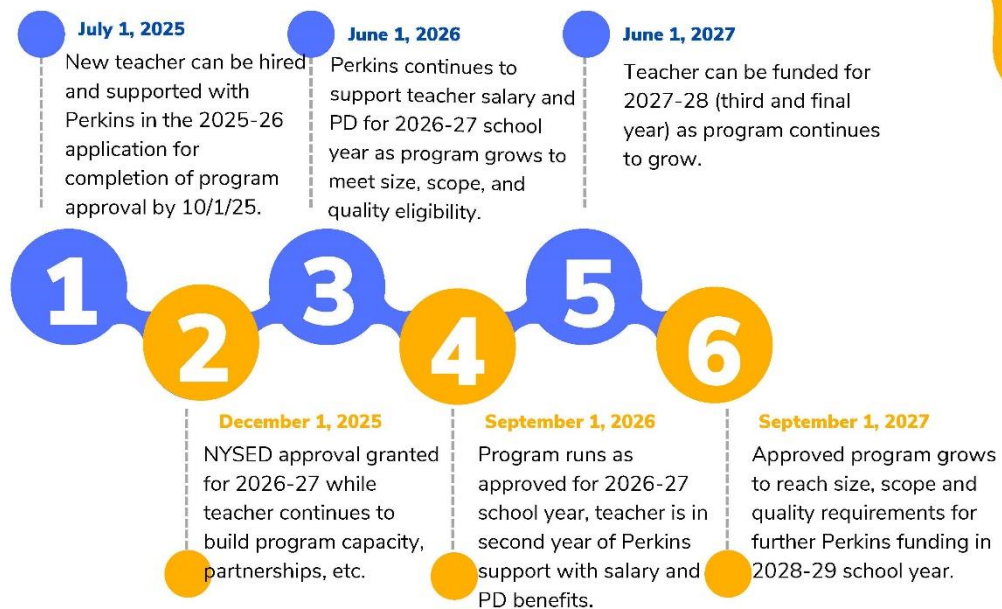 July 1, 2025
New teacher can be hired
and supported with
Perkins in the 2025-26
application for
completion of program
approval by 10/1/25.
June 1, 2026
Perkins continues to
support teacher salary and
PD for 2026-27 school
year as program grows to
meet size, scope, and
quality eligibility.
June 1, 2027
Teacher can be funded for
2027-28 (third and final
year) as program continues
to grow.
1
2
3
4
5
6
December 1, 2025
NYSED approval granted
for 2026-27 while
teacher continues to
build program capacity,
partnerships, etc.
September 1, 2026
Program runs as
approved for 2026-27
school year, teacher is in
second year of Perkins
support with salary and
PD benefits.
September 1, 2027
Approved program grows
to reach size, scope and
quality requirements for
further Perkins funding in
2028-29 school year.